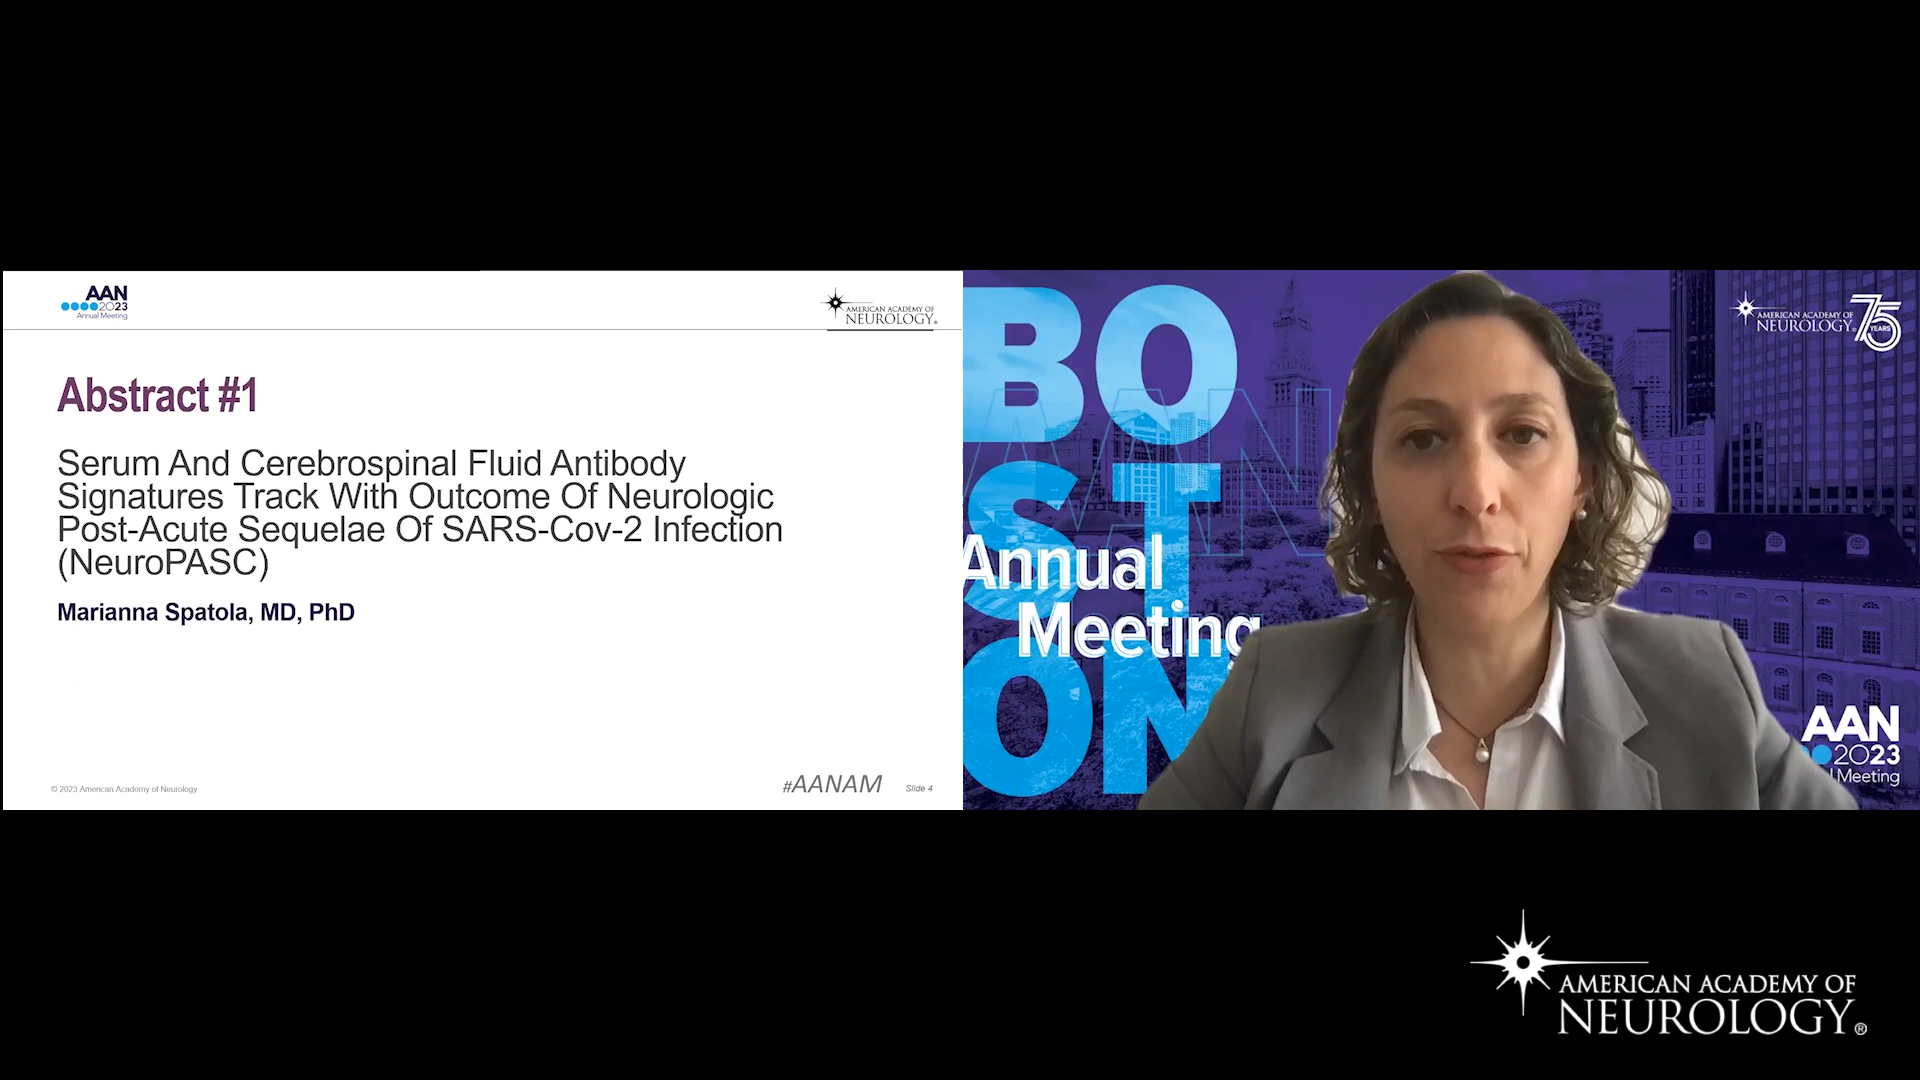 AAN
2023
Annual Meeting
AMERICAN ACADEMY OF
NEUROLOGY®
Abstract #1
Serum And Cerebrospinal Fluid Antibody
Signatures Track With Outcome Of Neurologic
Post-Acute Sequelae Of SARS-Cov-2 Infection
(NeuroPASC)
Marianna Spatola, MD, PhD
© 2023 American Academy of Neurology
#AANAM
Slide 4
BO
ST
ON
AAN
Annual
Meeting
AMERICAN ACADEMY OF
NEUROLOGY®
75
YEARS
AAN
2023
l Meeting
AMERICAN ACADEMY OF
NEUROLOGY®